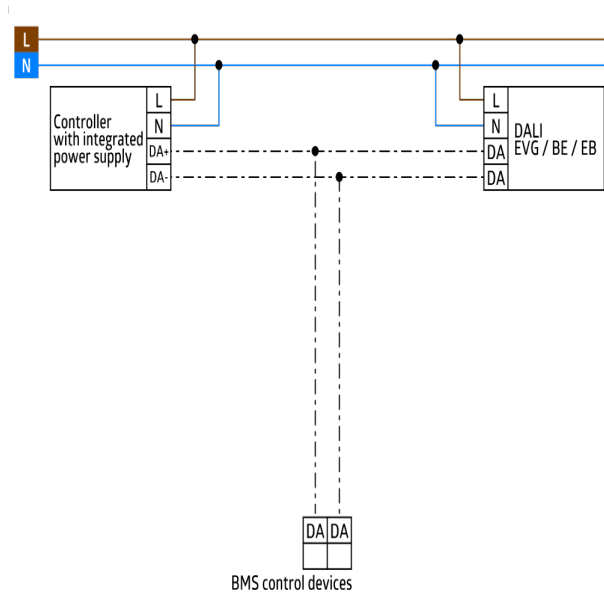 L
N
Controller
with integrated
power supply
L
N
DA+
DA-
L
N
DA
DA
DALI
EVG / BE / EB
DA DA
BMS control devices